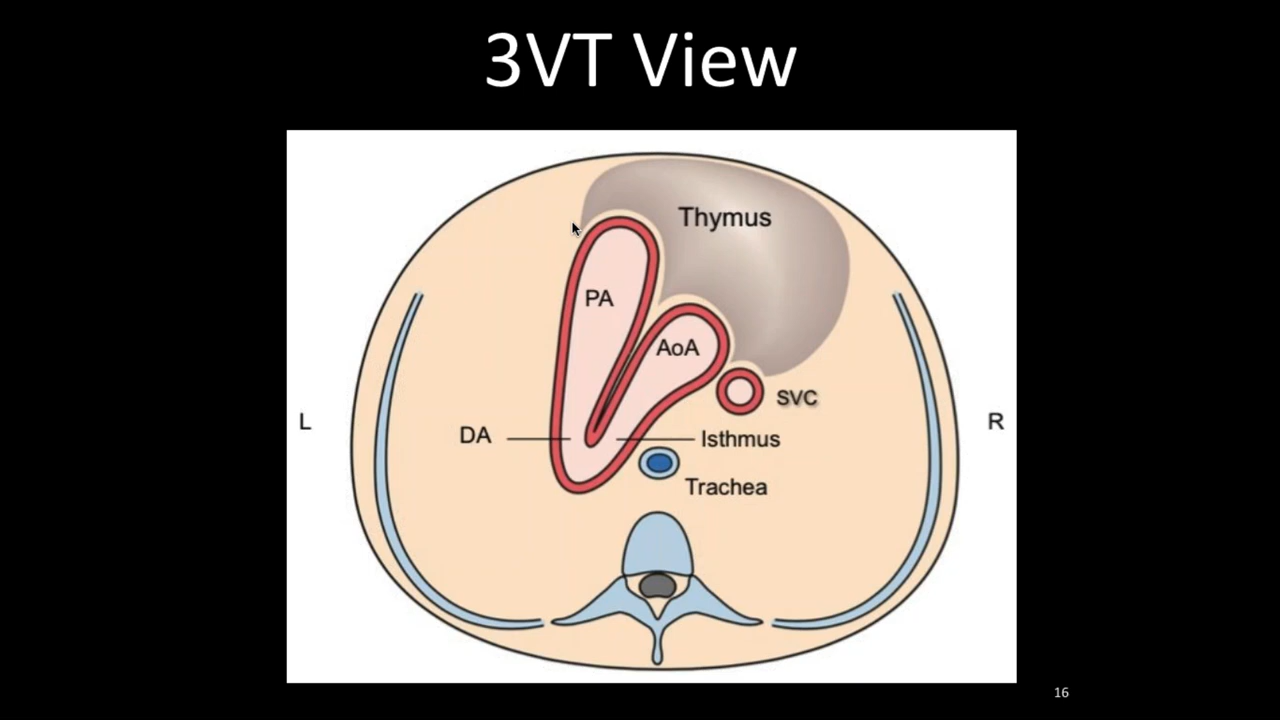 3VT View
Thymus
PA
AoA
SVC
L
R
DA
Isthmus
Trachea
16